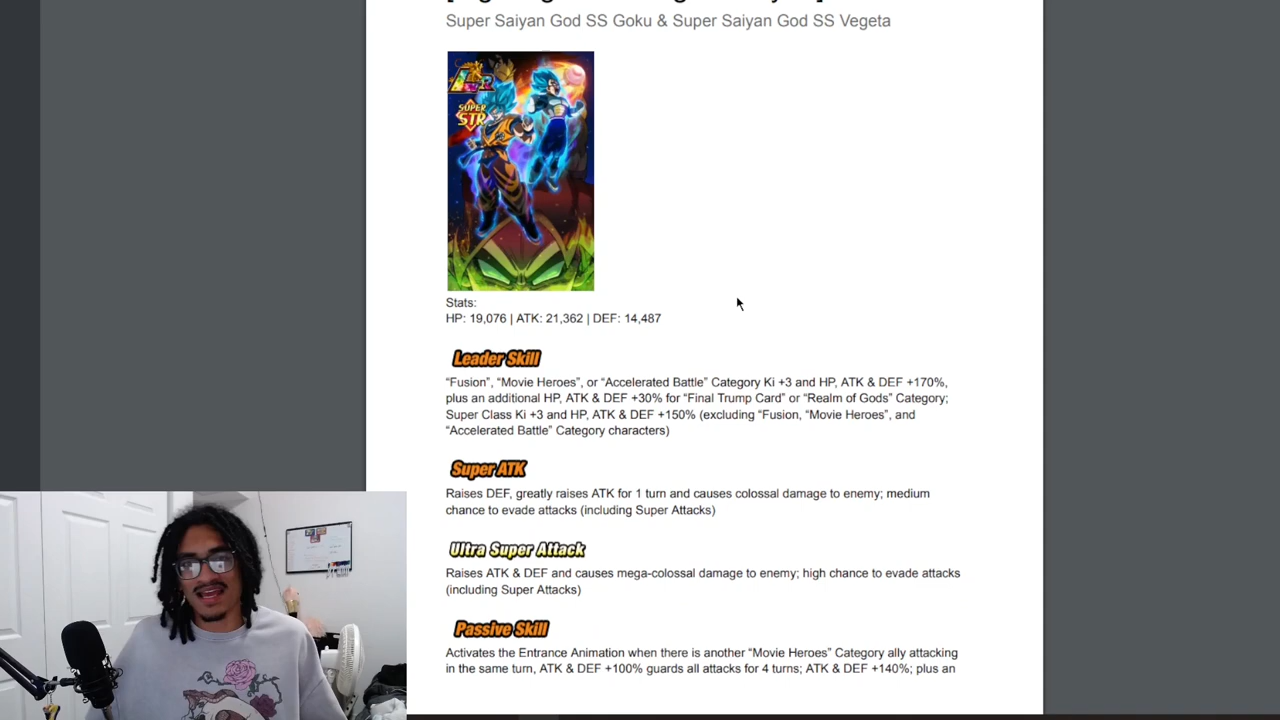 Super Saiyan God SS Goku & Super Saiyan God SS Vegeta
LR
SUPER
STR
Stats:
HP: 19,076 | ATK: 21,362 | DEF: 14,487
Leader Skill
“Fusion”, “Movie Heroes”, or “Accelerated Battle” Category Ki +3 and HP, ATK & DEF +170%,
plus an additional HP, ATK & DEF +30% for “Final Trump Card” or “Realm of Gods” Category;
Super Class Ki +3 and HP, ATK & DEF +150% (excluding “Fusion, “Movie Heroes”, and
“Accelerated Battle” Category characters)
Super ATK
Raises DEF, greatly raises ATK for 1 turn and causes colossal damage to enemy; medium
chance to evade attacks (including Super Attacks)
Ultra Super Attack
Raises ATK & DEF and causes mega-colossal damage to enemy; high chance to evade attacks
(including Super Attacks)
Passive Skill
Activates the Entrance Animation when there is another “Movie Heroes” Category ally attacking
in the same turn, ATK & DEF +100% guards all attacks for 4 turns; ATK & DEF +140%; plus an